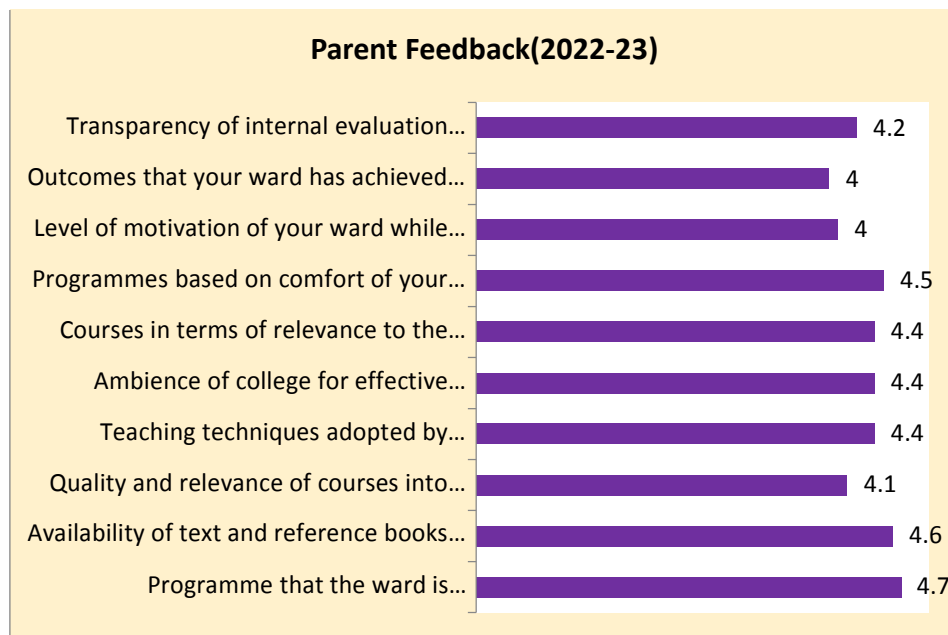 Parent Feedback(2022-23)
Transparency of internal evaluation… 4.2
Outcomes that your ward has achieved… 4
Level of motivation of your ward while… 4
Programmes based on comfort of your… 4.5
Courses in terms of relevance to the… 4.4
Ambience of college for effective… 4.4
Teaching techniques adopted by… 4.4
Quality and relevance of courses into… 4.1
Availability of text and reference books… 4.6
Programme that the ward is… 4.7